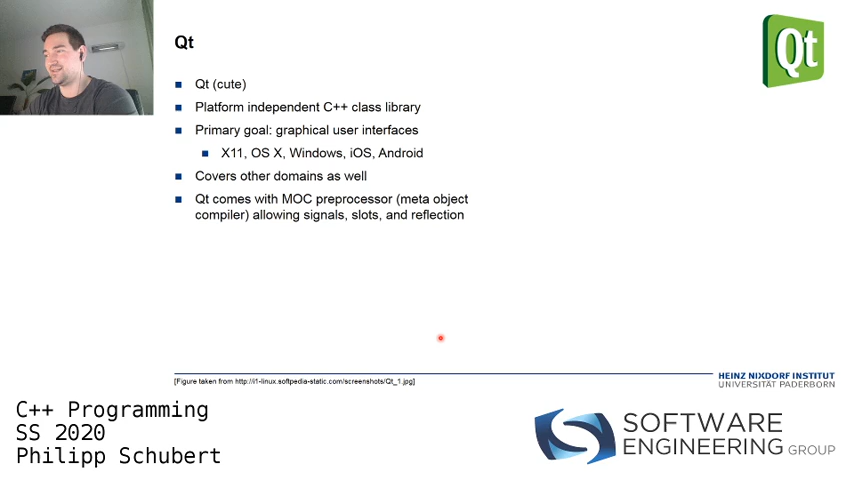 Qt
Qt
Qt (cute)
Platform independent C++ class library
Primary goal: graphical user interfaces
X11, OS X, Windows, iOS, Android
Covers other domains as well
Qt comes with MOC preprocessor (meta object
compiler) allowing signals, slots, and reflection
[Figure taken from http://i1-linux.softpedia-static.com/screenshots/Qt_1.jpg]
HEINZ NIXDORF INSTITUT
UNIVERSITÄT PADERBORN
C++ Programming
SS 2020
Philipp Schubert
SOFTWARE
ENGINEERING GROUP